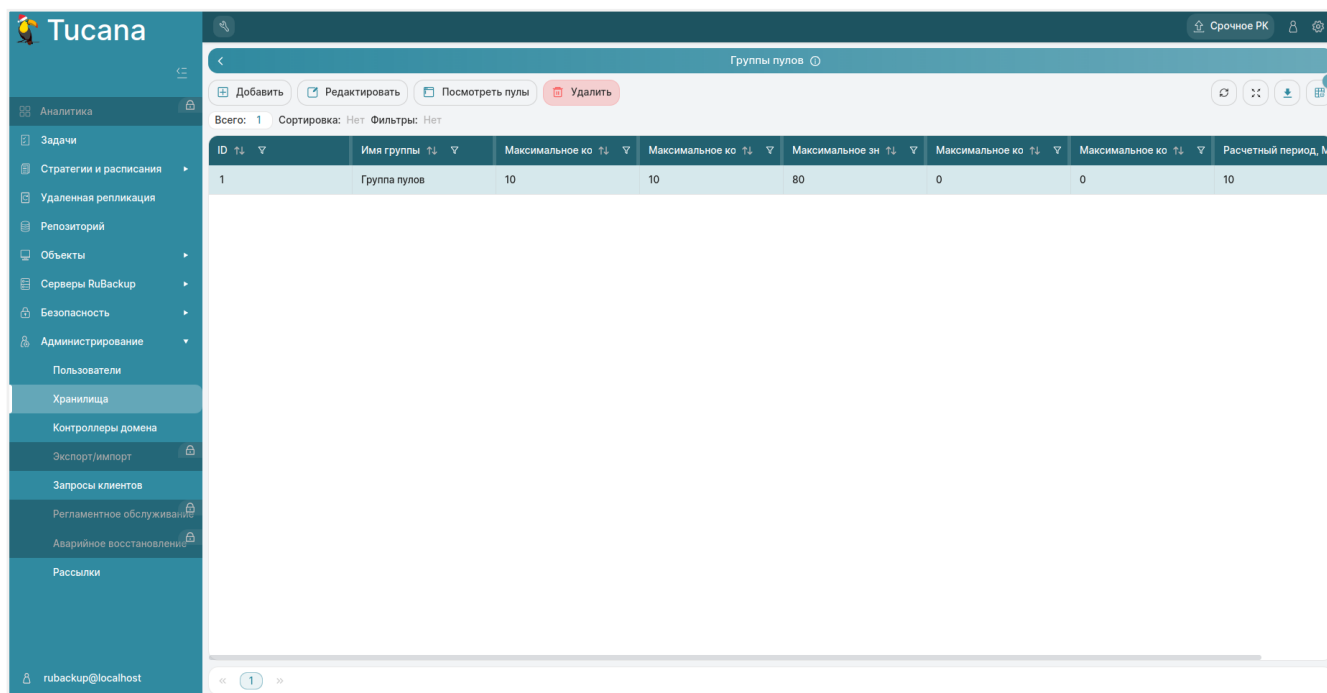 Tucana
Срочное РК
Группы пулов
Добавить Редактировать Посмотреть пулы Удалить
Всего: 1 Сортировка: Нет Фильтры: Нет
ID Имя группы Максимальное ко Максимальное ко Максимальное зн Максимальное ко Максимальное ко Расчетный период,
1 Группа пулов 10 10 80 0 0 10
Аналитика
Задачи
Стратегии и расписания
Удаленная репликация
Репозиторий
Объекты
Серверы RuBackup
Безопасность
Администрирование
Пользователи
Хранилища
Контроллеры домена
Экспорт/импорт
Запросы клиентов
Регламентное обслуживание
Аварийное восстановление
Рассылки
rubackup@localhost
« 1 »